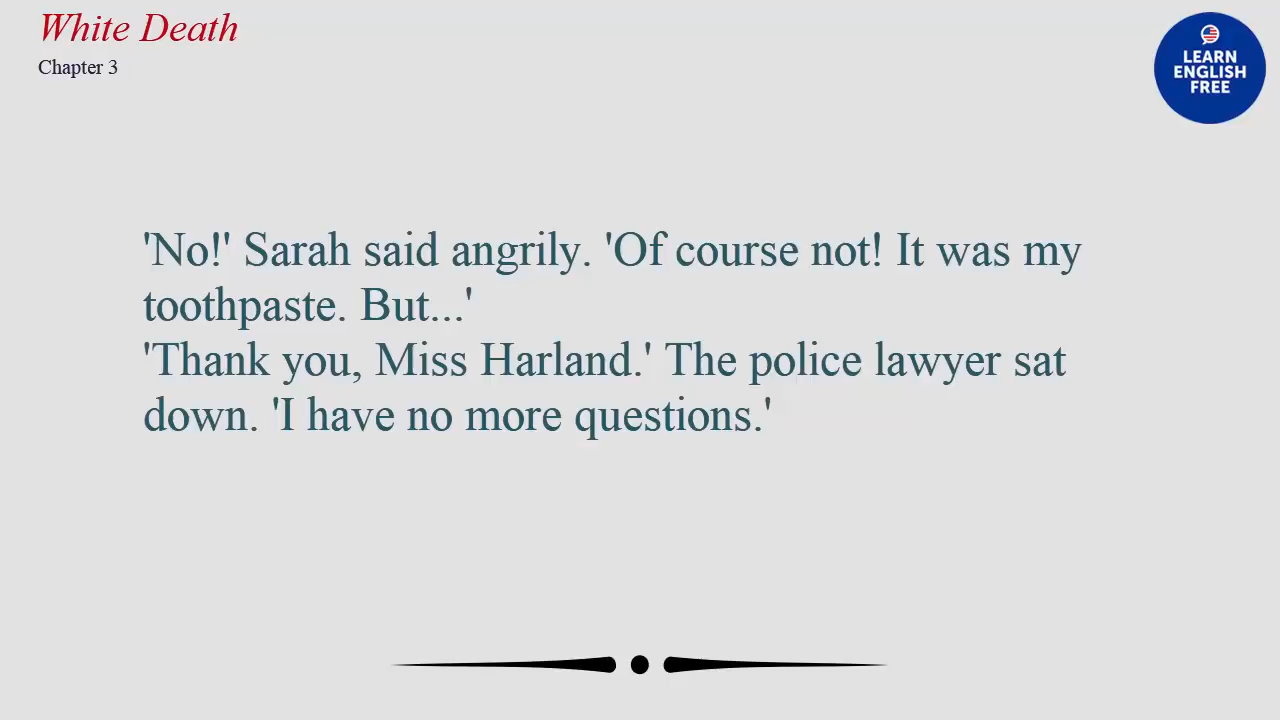 White Death
Chapter 3
LEARN
ENGLISH
FREE
'No!' Sarah said angrily. 'Of course not! It was my
toothpaste. But...'
'Thank you, Miss Harland.' The police lawyer sat
down. 'I have no more questions.'